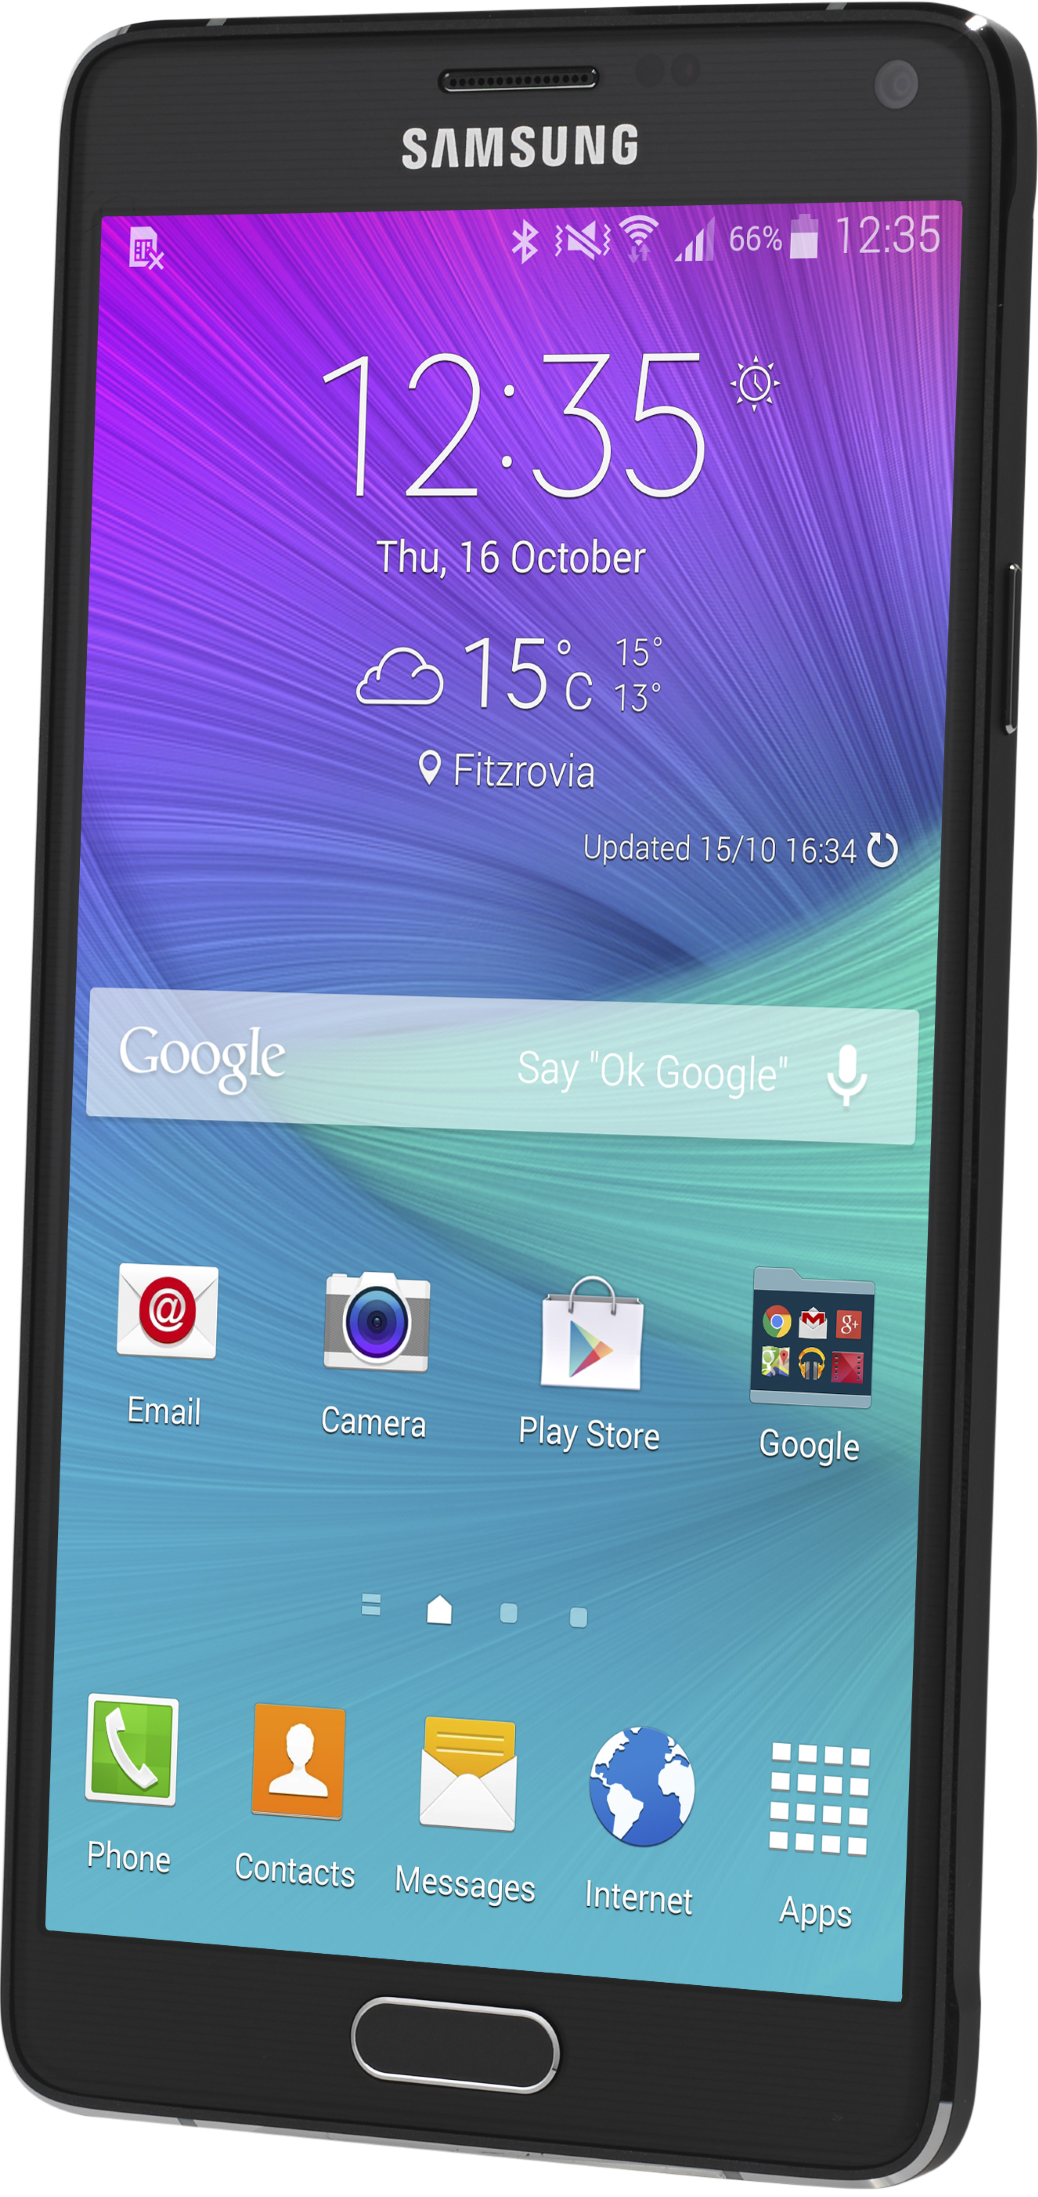 SAMSUNG
66% 12:35
12:35
Thu, 16 October
15°C 15°
13°
Fitzrovia
Updated 15/10 16:34
Google Say "Ok Google"
@
g+
Email Camera Play Store Google
Phone Contacts Messages Internet Apps